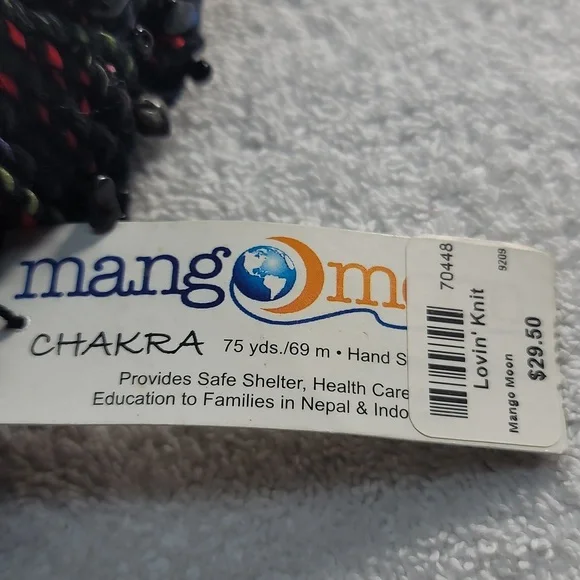 mango m
CHAKRA 75 yds./69 m • Hand S
Provides Safe Shelter, Health Care
Education to Families in Nepal & Indo
70448
9209
Lovin' Knit
Mango Moon
$29.50